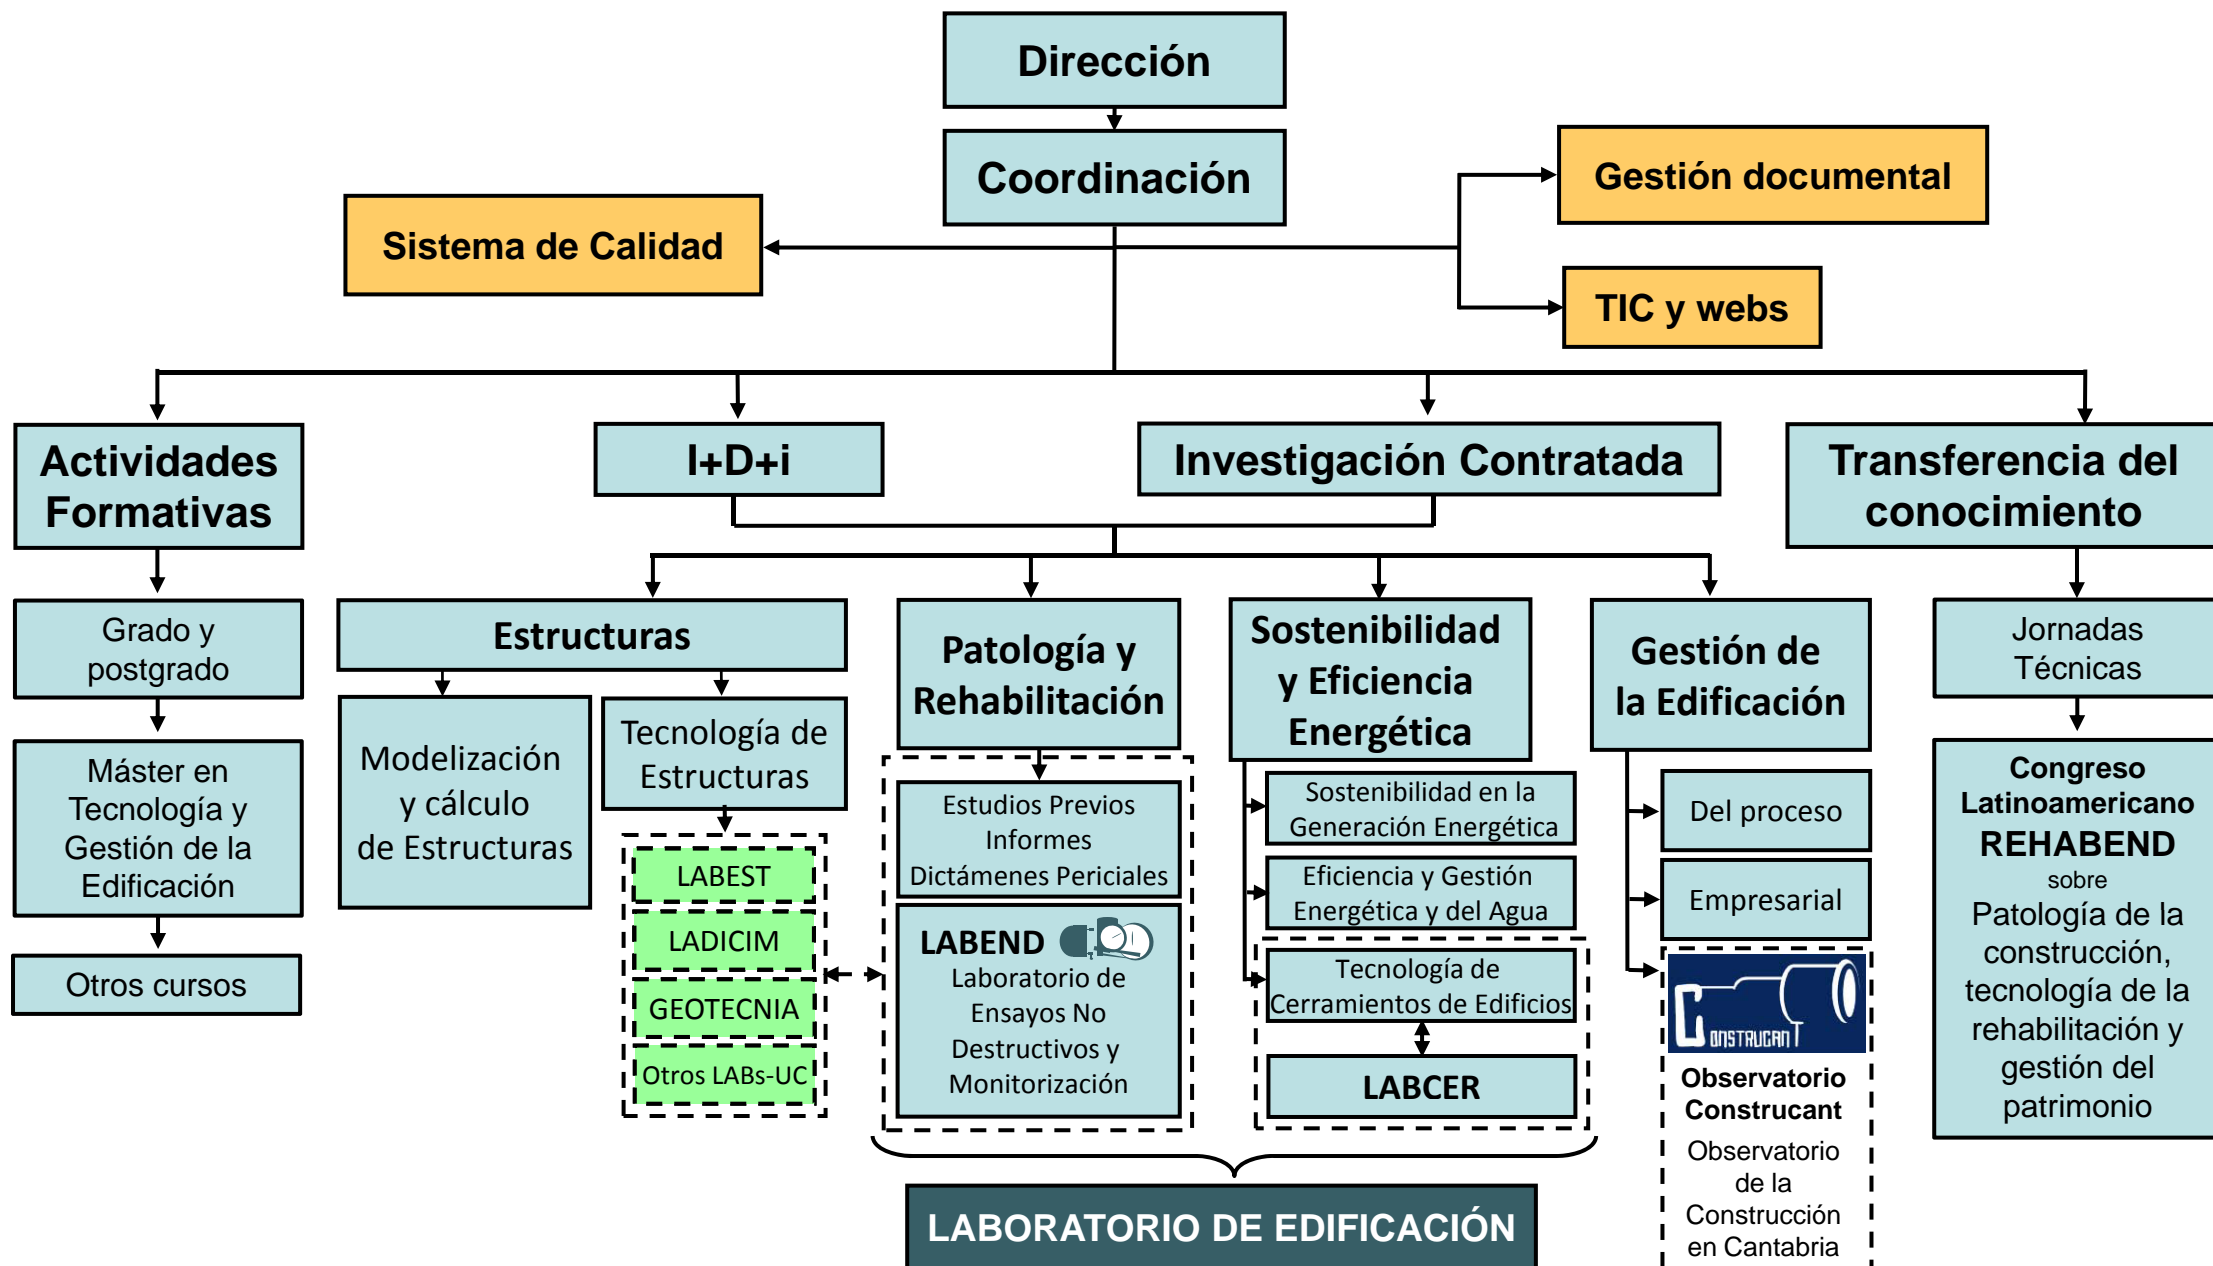 Dirección
Coordinación
Gestión documental
Sistema de Calidad
TIC y webs
Actividades
Formativas
I+D+i
Investigación Contratada
Transferencia del
conocimiento
Grado y
postgrado
Máster en
Tecnología y
Gestión de la
Edificación
Otros cursos
Estructuras
Modelización
y cálculo
de Estructuras
Tecnología de
Estructuras
LABEST
LADICIM
GEOTECNIA
Otros LABs-UC
Patología y
Rehabilitación
Estudios Previos
Informes
Dictámenes Periciales
LABEND
Laboratorio de
Ensayos No
Destructivos y
Monitorización
Sostenibilidad
y Eficiencia
Energética
Sostenibilidad en la
Generación Energética
Eficiencia y Gestión
Energética y del Agua
Tecnología de
Cerramientos de Edificios
LABCER
Gestión de
la Edificación
Del proceso
Empresarial
CONSTRUCANT
Observatorio
Construcant
Observatorio
de la
Construcción
en Cantabria
Jornadas
Técnicas
Congreso
Latinoamericano
REHABEND
sobre
Patología de la
construcción,
tecnología de la
rehabilitación y
gestión del
patrimonio
LABORATORIO DE EDIFICACIÓN